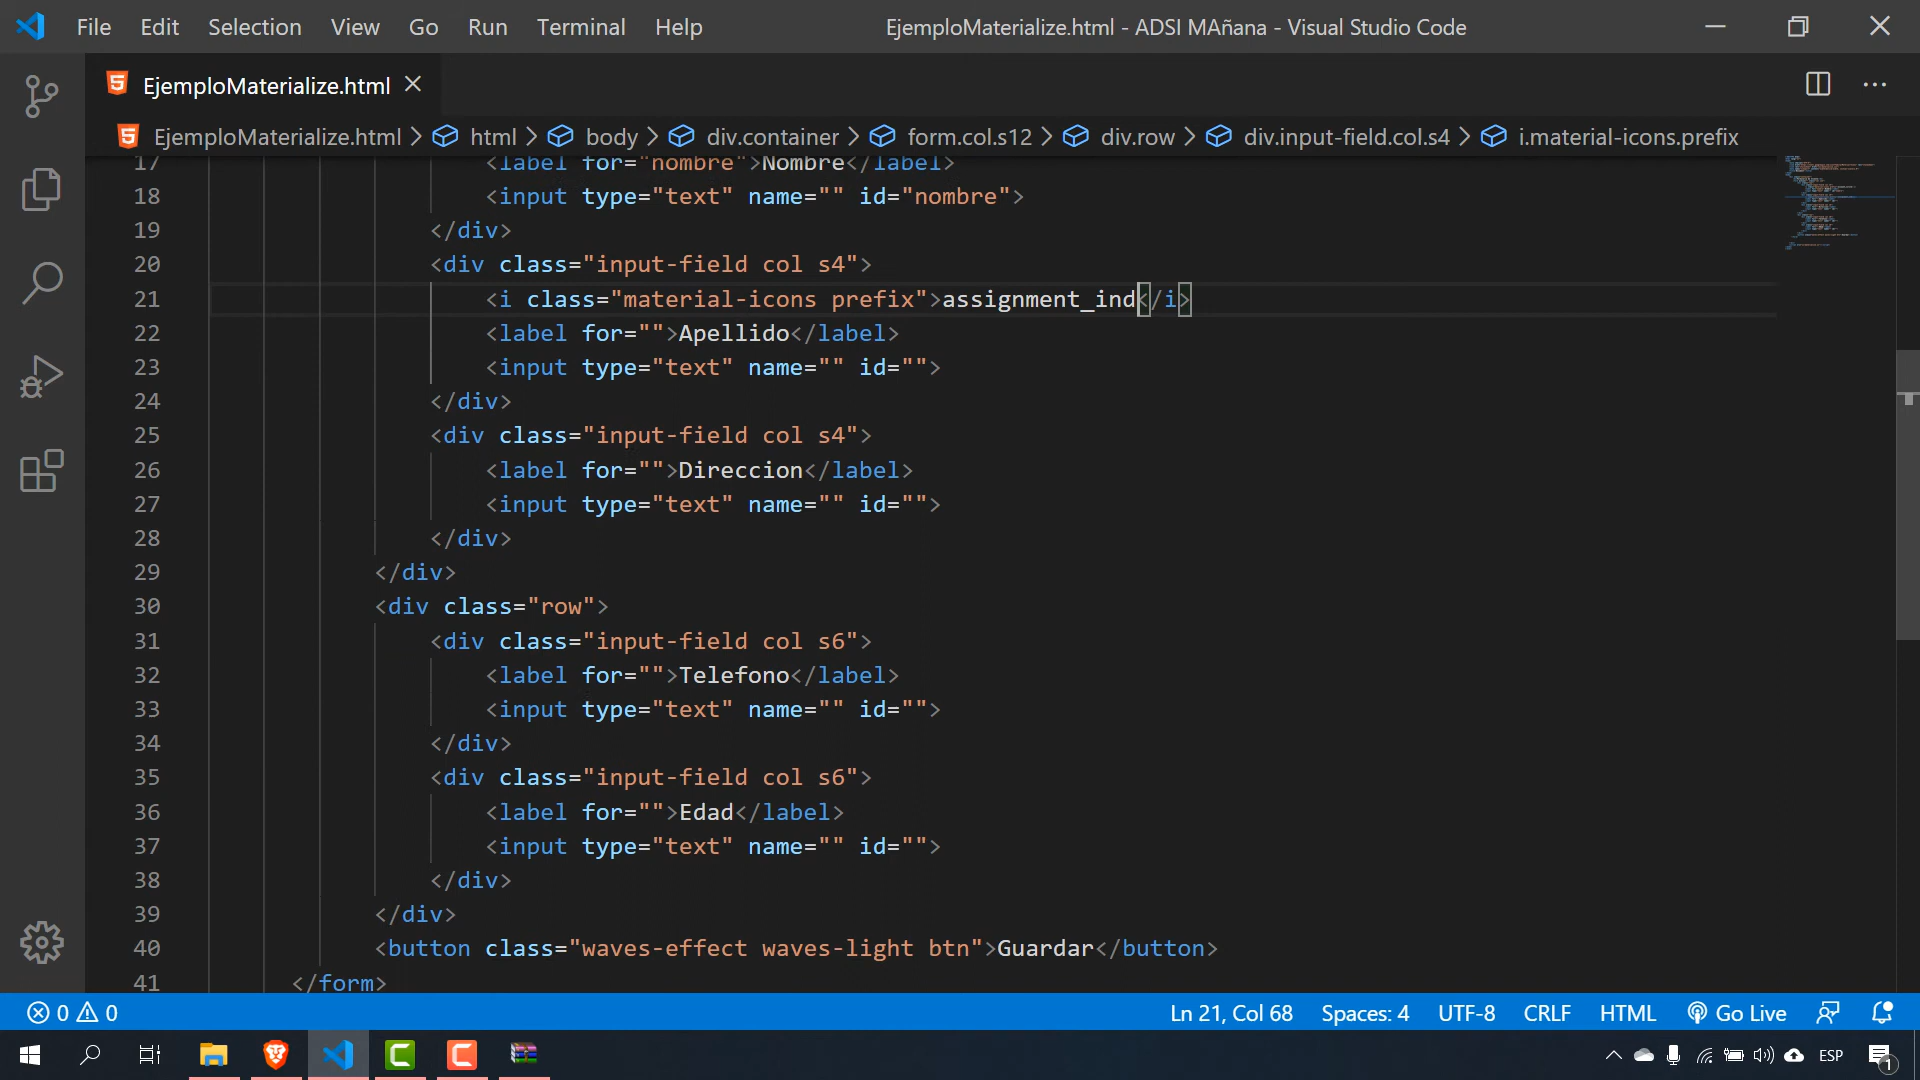 File Edit Selection View Go Run Terminal Help EjemploMaterialize.html - ADSI MAñana - Visual Studio Code
EjemploMaterialize.html
EjemploMaterialize.html > html > body > div.container > form.col.s12 > div.row > div.input-field.col.s4 > i.material-icons.prefix
17 <label for="nombre">Nombre</label>
18 <input type="text" name="" id="nombre">
19 </div>
20 <div class="input-field col s4">
21 <i class="material-icons prefix">assignment_ind</i>
22 <label for="">Apellido</label>
23 <input type="text" name="" id="">
24 </div>
25 <div class="input-field col s4">
26 <label for="">Direccion</label>
27 <input type="text" name="" id="">
28 </div>
29 </div>
30 <div class="row">
31 <div class="input-field col s6">
32 <label for="">Telefono</label>
33 <input type="text" name="" id="">
34 </div>
35 <div class="input-field col s6">
36 <label for="">Edad</label>
37 <input type="text" name="" id="">
38 </div>
39 </div>
40 <button class="waves-effect waves-light btn">Guardar</button>
41 </form>
0 0 Ln 21, Col 68 Spaces: 4 UTF-8 CRLF HTML Go Live
ESP 1